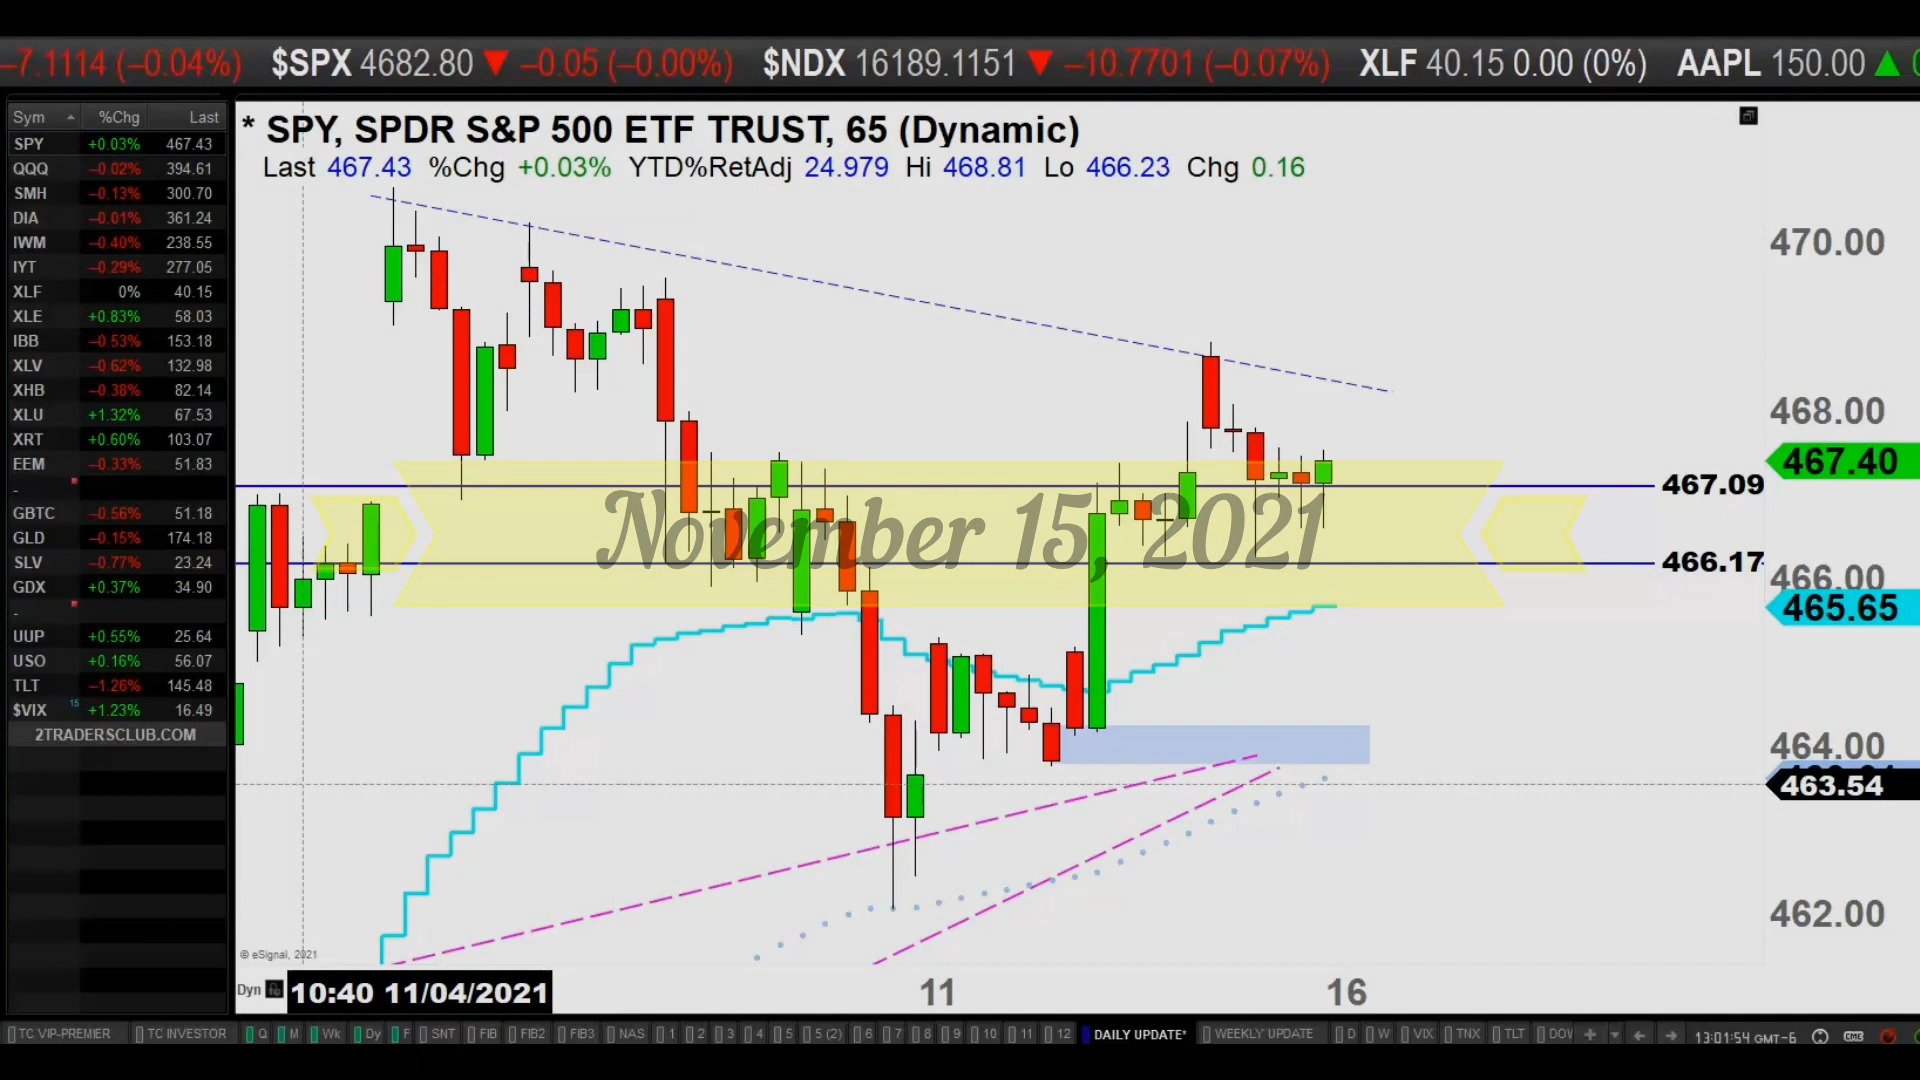 –7.1114 (–0.04%) $SPX 4682.80 ▼ –0.05 (–0.00%) $NDX 16189.1151 ▼ –10.7701 (–0.07%) XLF 40.15 0.00 (0%) AAPL 150.00 ▲
Sym %Chg Last
SPY +0.03% 467.43
QQQ –0.02% 394.61
SMH –0.13% 300.70
DIA –0.01% 361.24
IWM –0.40% 238.55
IYT –0.29% 277.05
XLF 0% 40.15
XLE +0.83% 58.03
IBB –0.53% 153.18
XLV –0.62% 132.98
XHB –0.38% 82.14
XLU +1.32% 67.53
XRT +0.60% 103.07
EEM –0.33% 51.83
-
GBTC –0.56% 51.18
GLD –0.15% 174.18
SLV –0.77% 23.24
GDX +0.37% 34.90
-
UUP +0.55% 25.64
USO +0.16% 56.07
TLT –1.26% 145.48
$VIX 15 +1.23% 16.49
2TRADERSCLUB.COM
* SPY, SPDR S&P 500 ETF TRUST, 65 (Dynamic)
Last 467.43 %Chg +0.03% YTD%RetAdj 24.979 Hi 468.81 Lo 466.23 Chg 0.16
470.00
468.00
467.40
467.09
November 15, 2021
466.17
466.00
465.65
464.00
463.54
462.00
© eSignal, 2021
Dyn 10:40 11/04/2021 11 16
TC VIP-PREMIER TC INVESTOR Q M Wk Dy F SNT FIB FIB2 FIB3 NAS 1 2 3 4 5 5 (2) 6 7 8 9 10 11 12 DAILY UPDATE* WEEKLY UPDATE D W VIX TNX TLT DOW 13:01:54 GMT-6 CME